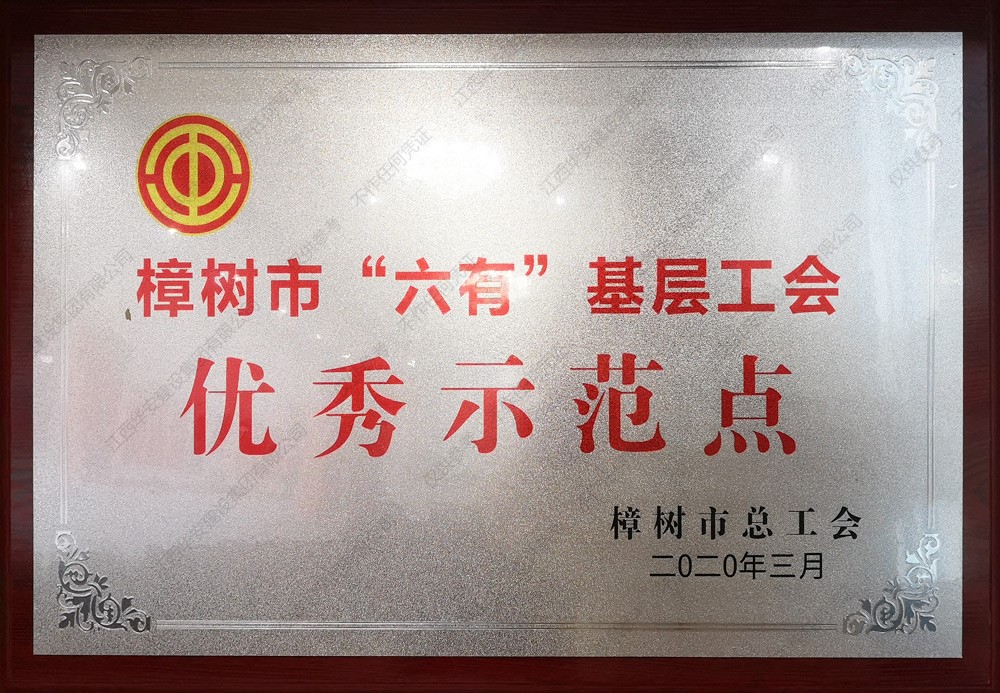 樟树市“六有”基层工会
优秀示范点
樟树市总工会
二0二0年三月